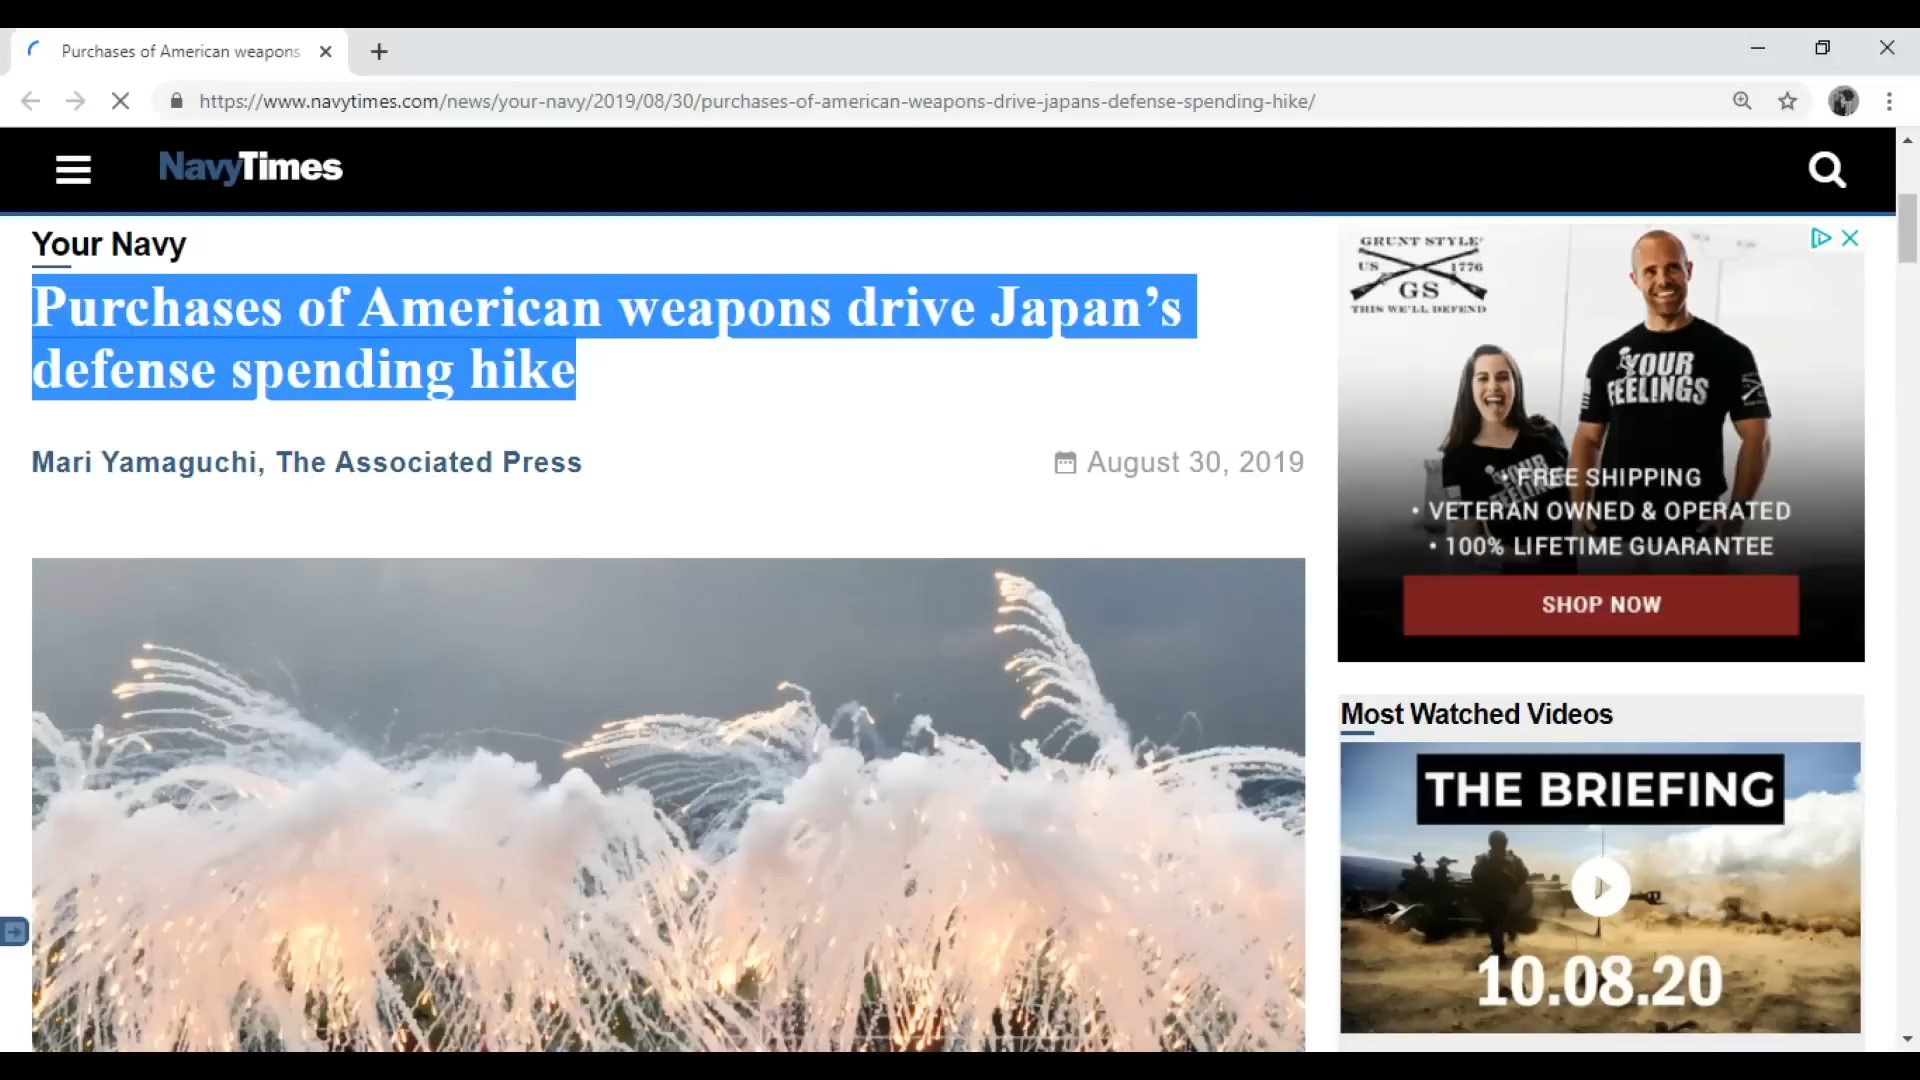 Purchases of American weapons
https://www.navytimes.com/news/your-navy/2019/08/30/purchases-of-american-weapons-drive-japans-defense-spending-hike/
NavyTimes
Your Navy
Purchases of American weapons drive Japan’s
defense spending hike
Mari Yamaguchi, The Associated Press
August 30, 2019
GRUNT STYLE
US 1776
GS
THIS WE'LL DEFEND
YOUR
FEELINGS
YOUR
• FREE SHIPPING
• VETERAN OWNED & OPERATED
• 100% LIFETIME GUARANTEE
SHOP NOW
Most Watched Videos
THE BRIEFING
10.08.20